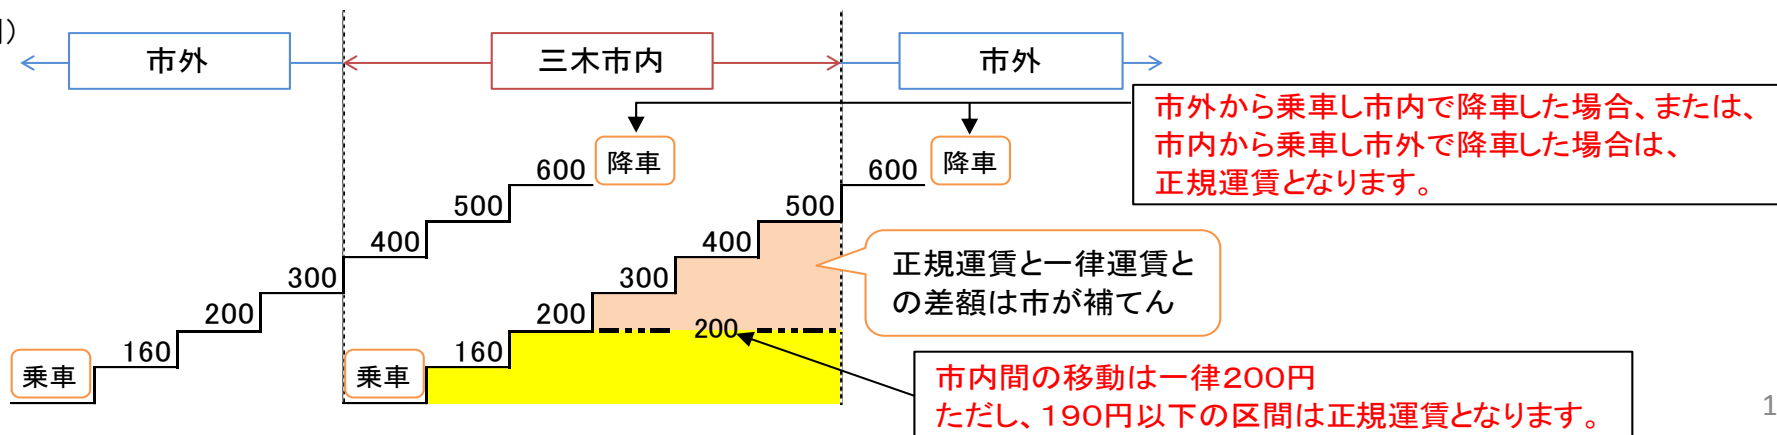 例）
市外
三木市内
市外
市外から乗車し市内で降車した場合、または、
市内から乗車し市外で降車した場合は、
正規運賃となります。
乗車
160
200
300
400
500
600
降車
乗車
160
200
300
400
500
600
降車
200
正規運賃と一律運賃と
の差額は市が補てん
市内間の移動は一律200円
ただし、190円以下の区間は正規運賃となります。
1